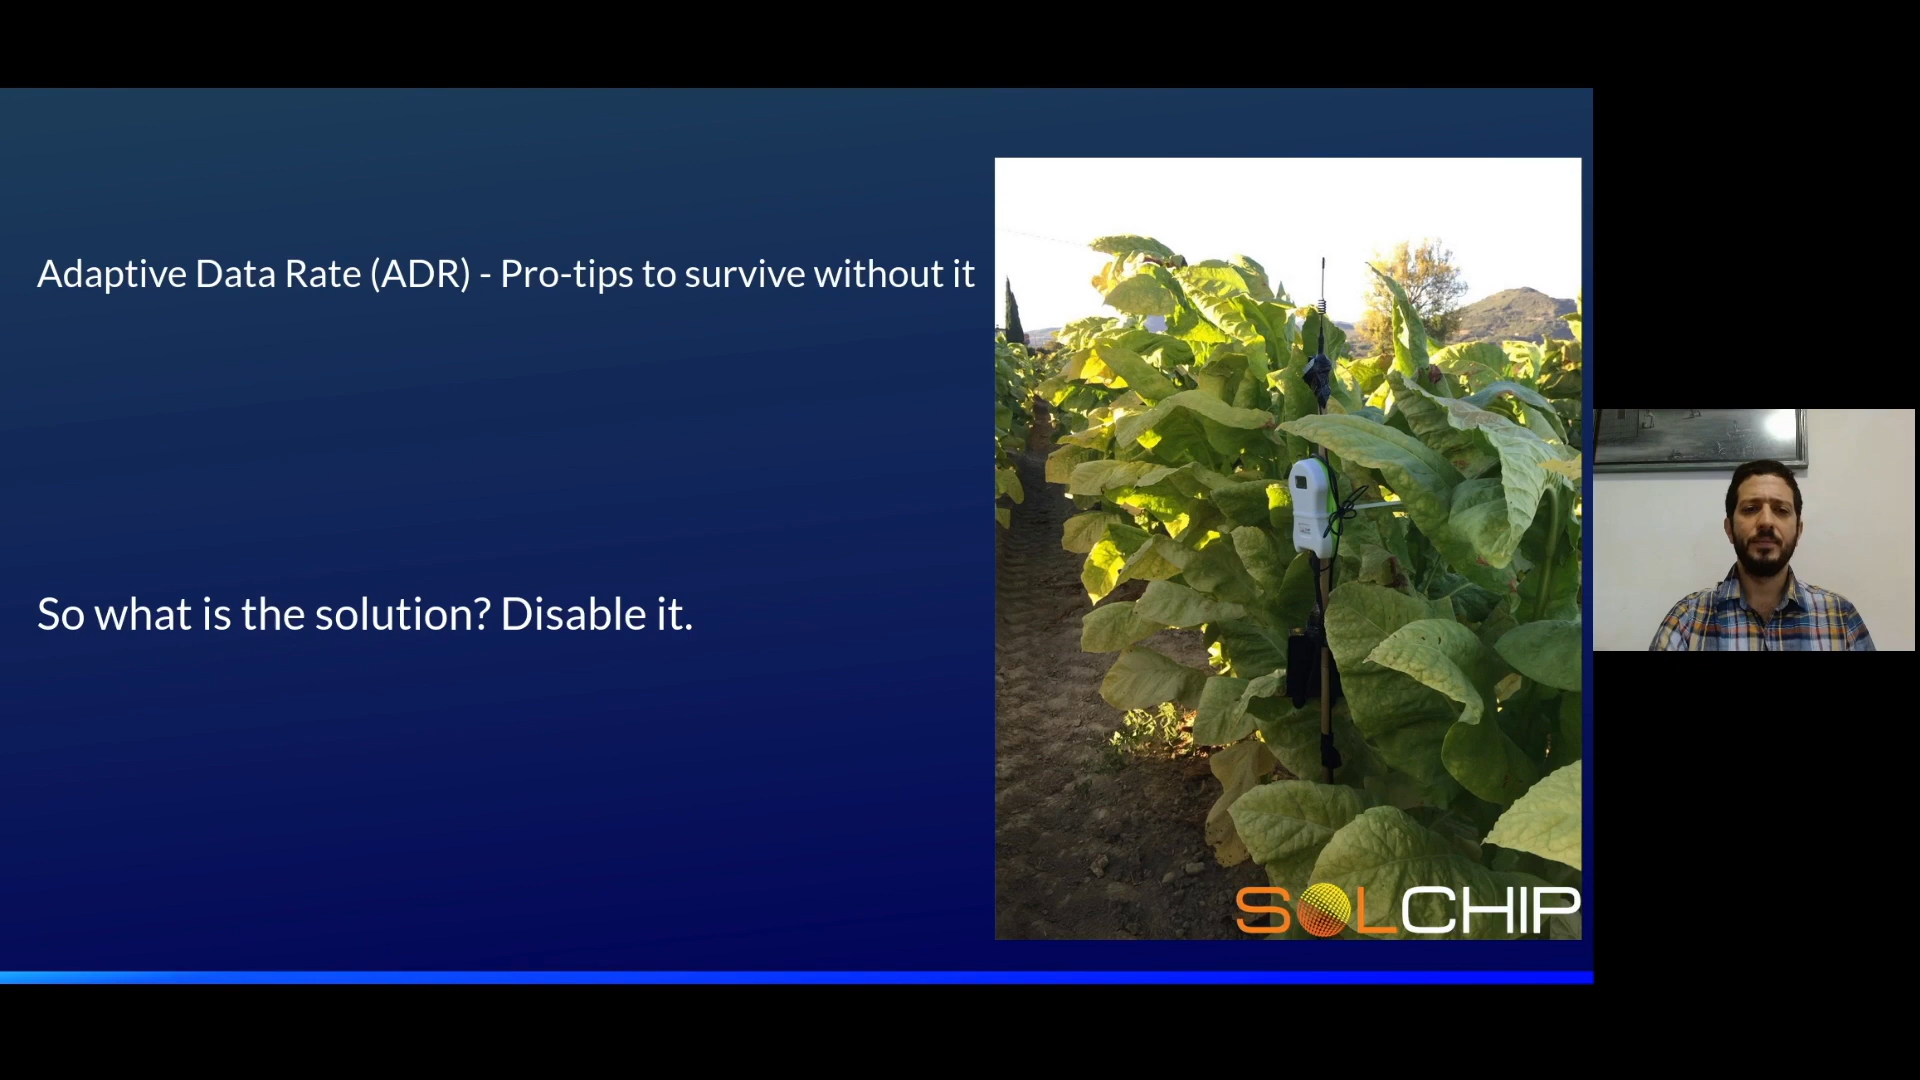 Adaptive Data Rate (ADR) - Pro-tips to survive without it
So what is the solution? Disable it.
SOLCHIP